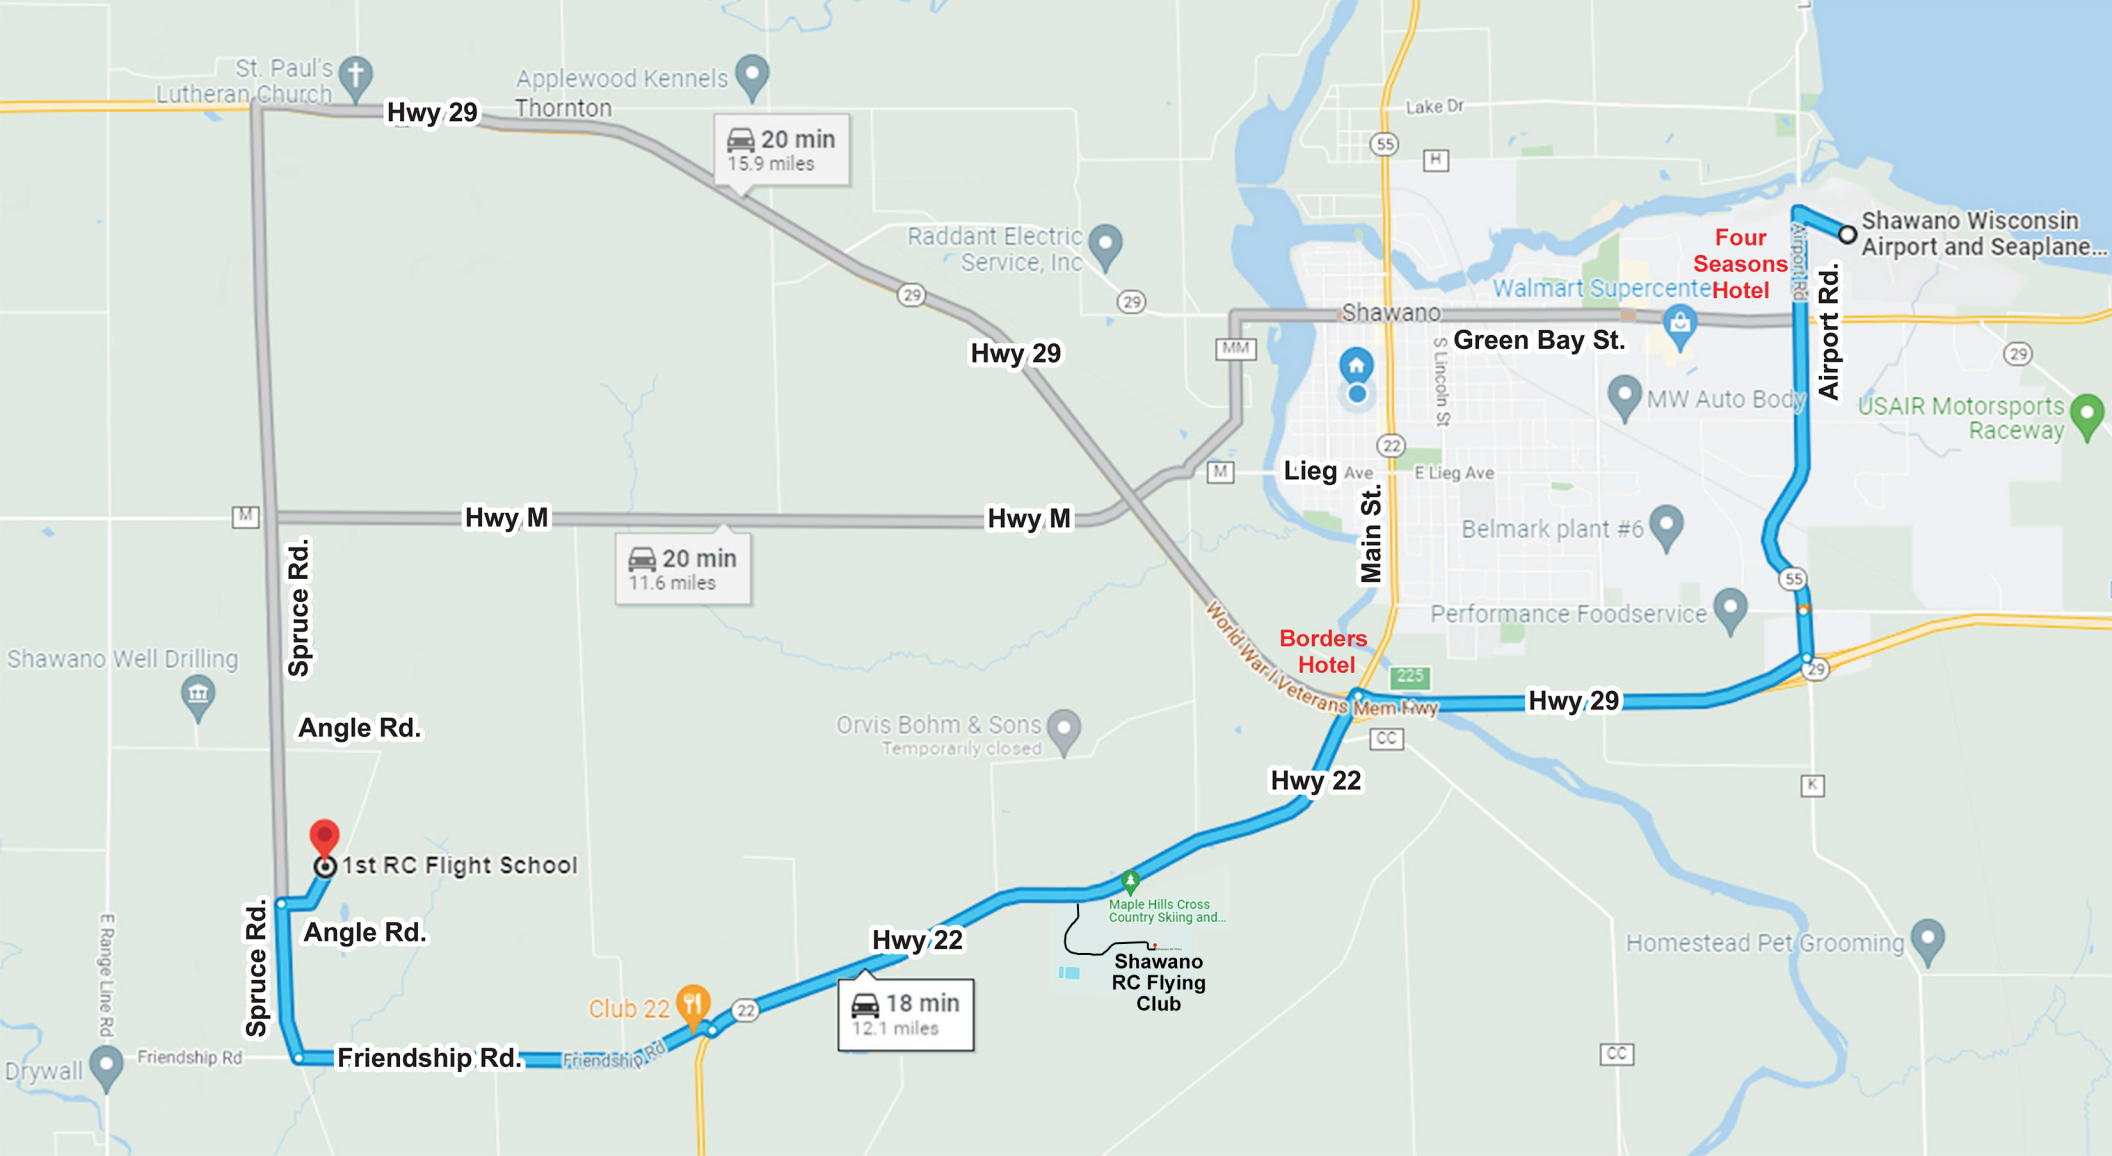 St. Paul's
Lutheran Church
Applewood Kennels
Thornton
Hwy 29
20 min
15.9 miles
Lake Dr
55
H
Raddant Electric
Service, Inc
29
29
Hwy 29
MM
Shawano
Four
Seasons
Hotel
Walmart Supercente
Green Bay St.
Airport Rd
Airport Rd.
Shawano Wisconsin
Airport and Seaplane...
29
S Lincoln St
MW Auto Body
USAIR Motorsports
Raceway
22
M
Lieg Ave
E Lieg Ave
Main St.
M
Hwy M
Hwy M
20 min
11.6 miles
Belmark plant #6
55
Spruce Rd.
World War I Veterans Mem Hwy
Borders
Hotel
Performance Foodservice
225
29
Hwy 29
Shawano Well Drilling
Angle Rd.
Orvis Bohm & Sons
Temporarily closed
CC
Hwy 22
K
1st RC Flight School
Angle Rd.
Spruce Rd.
E Range Line Rd
Maple Hills Cross
Country Skiing and...
Hwy 22
Shawano
RC Flying
Club
Homestead Pet Grooming
Club 22
22
18 min
12.1 miles
Drywall
Friendship Rd
Friendship Rd.
Friendship Rd
CC